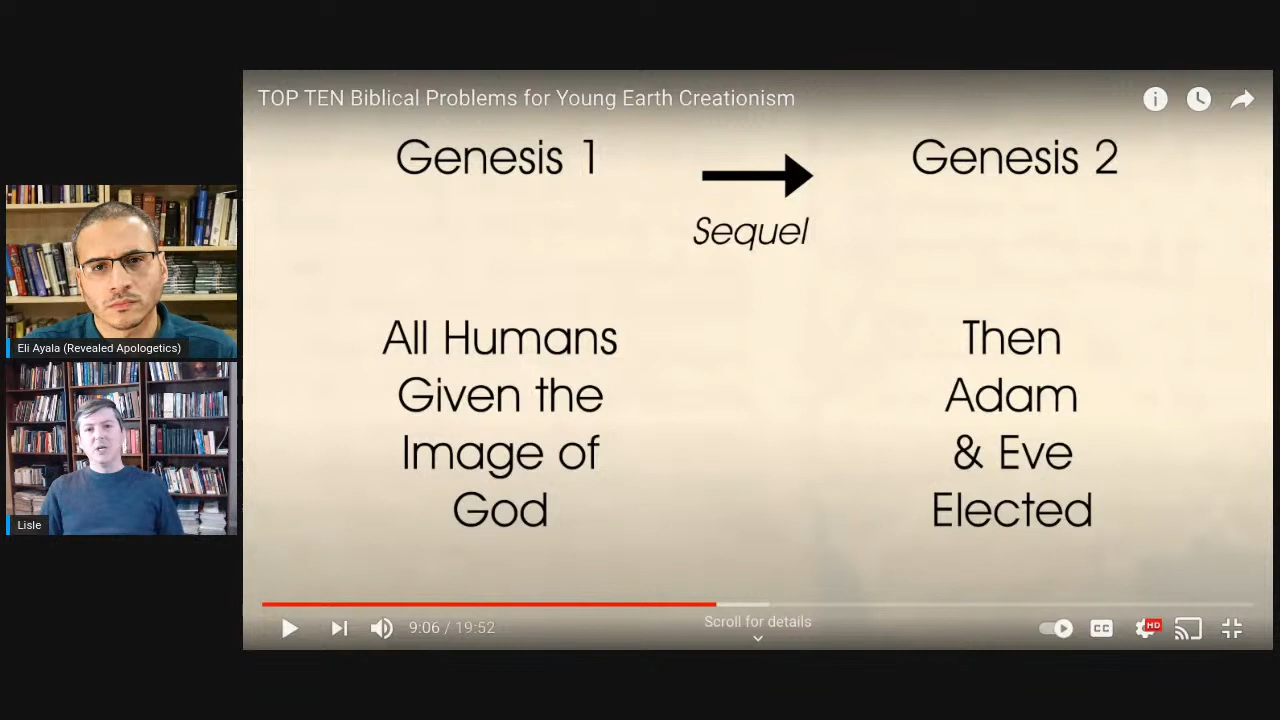 TOP TEN Biblical Problems for Young Earth Creationism
Genesis 1
Genesis 2
Sequel
All Humans
Given the
Image of
God
Then
Adam
& Eve
Elected
Eli Ayala (Revealed Apologetics)
Lisle
9:06 / 19:52
Scroll for details
CC
HD